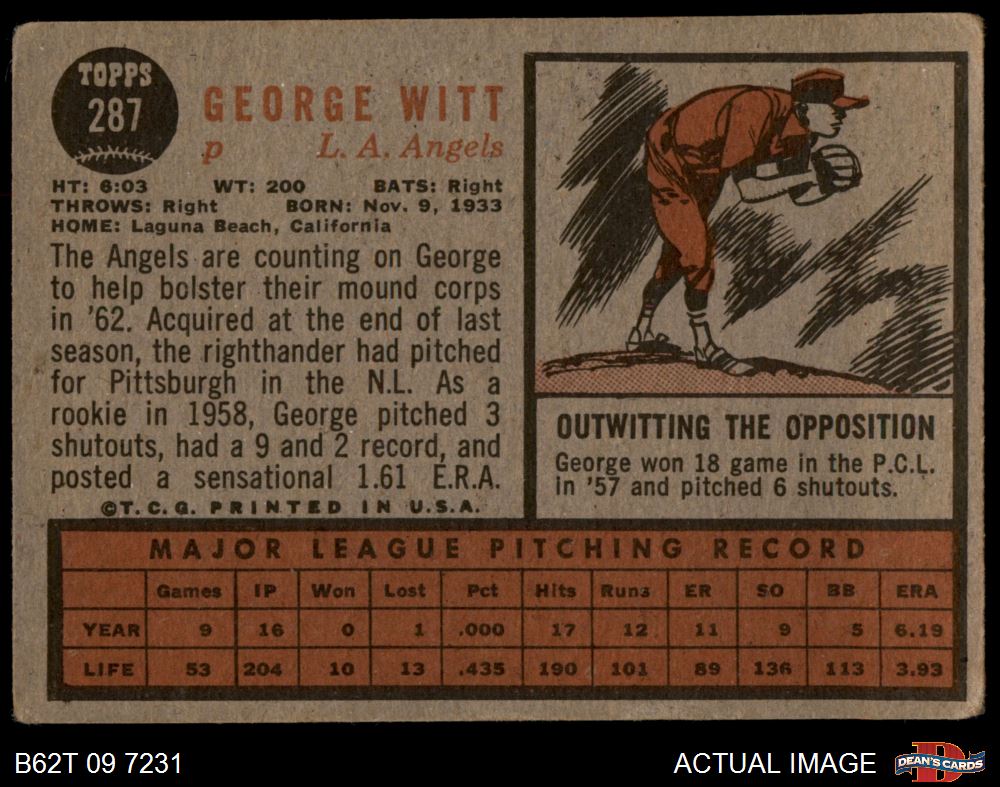 TOPPS
287
GEORGE WITT
p L. A. Angels
HT: 6:03 WT: 200 BATS: Right
THROWS: Right BORN: Nov. 9, 1933
HOME: Laguna Beach, California
The Angels are counting on George
to help bolster their mound corps
in '62. Acquired at the end of last
season, the righthander had pitched
for Pittsburgh in the N.L. As a
rookie in 1958, George pitched 3
shutouts, had a 9 and 2 record, and
posted a sensational 1.61 E.R.A.
©T. C. G. PRINTED IN U.S.A.
OUTWITTING THE OPPOSITION
George won 18 game in the P.C.L.
in '57 and pitched 6 shutouts.
MAJOR LEAGUE PITCHING RECORD
Games IP Won Lost Pct Hits Runs ER SO BB ERA
YEAR 9 16 0 1 .000 17 12 11 9 5 6.19
LIFE 53 204 10 13 .435 190 101 89 136 113 3.93
B62T 09 7231 ACTUAL IMAGE
DEAN'S CARDS